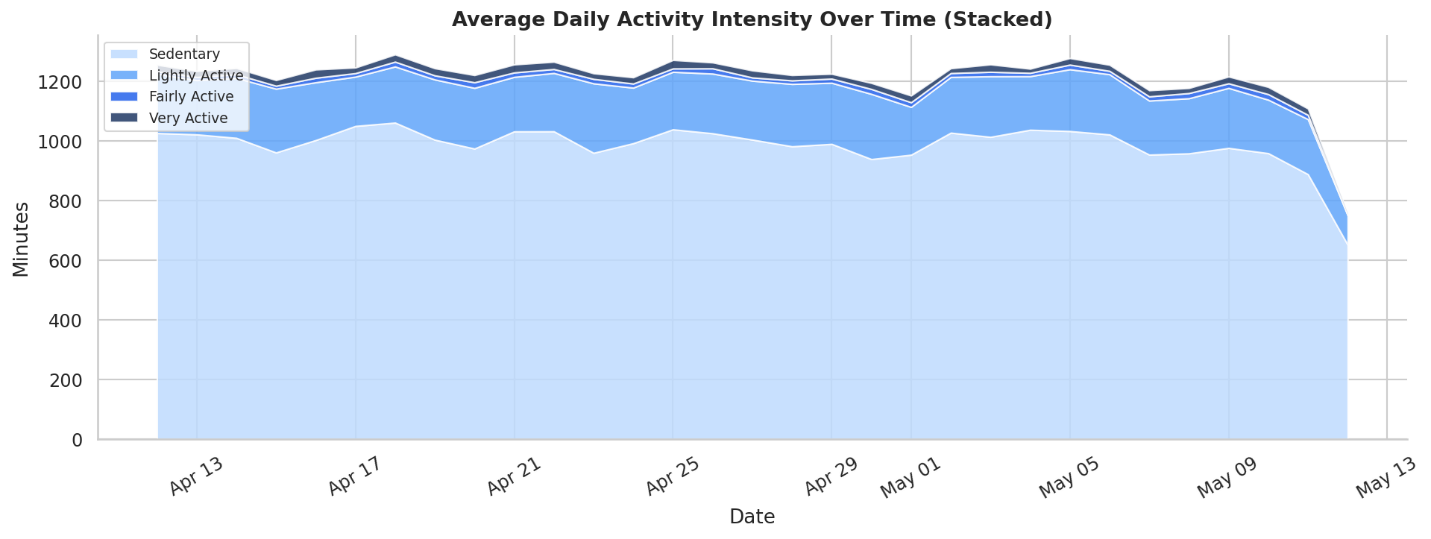 Average Daily Activity Intensity Over Time (Stacked)
Sedentary
Lightly Active
Fairly Active
Very Active
Minutes
1200
1000
800
600
400
200
0
Apr 13
Apr 17
Apr 21
Apr 25
Apr 29
May 01
May 05
May 09
May 13
Date